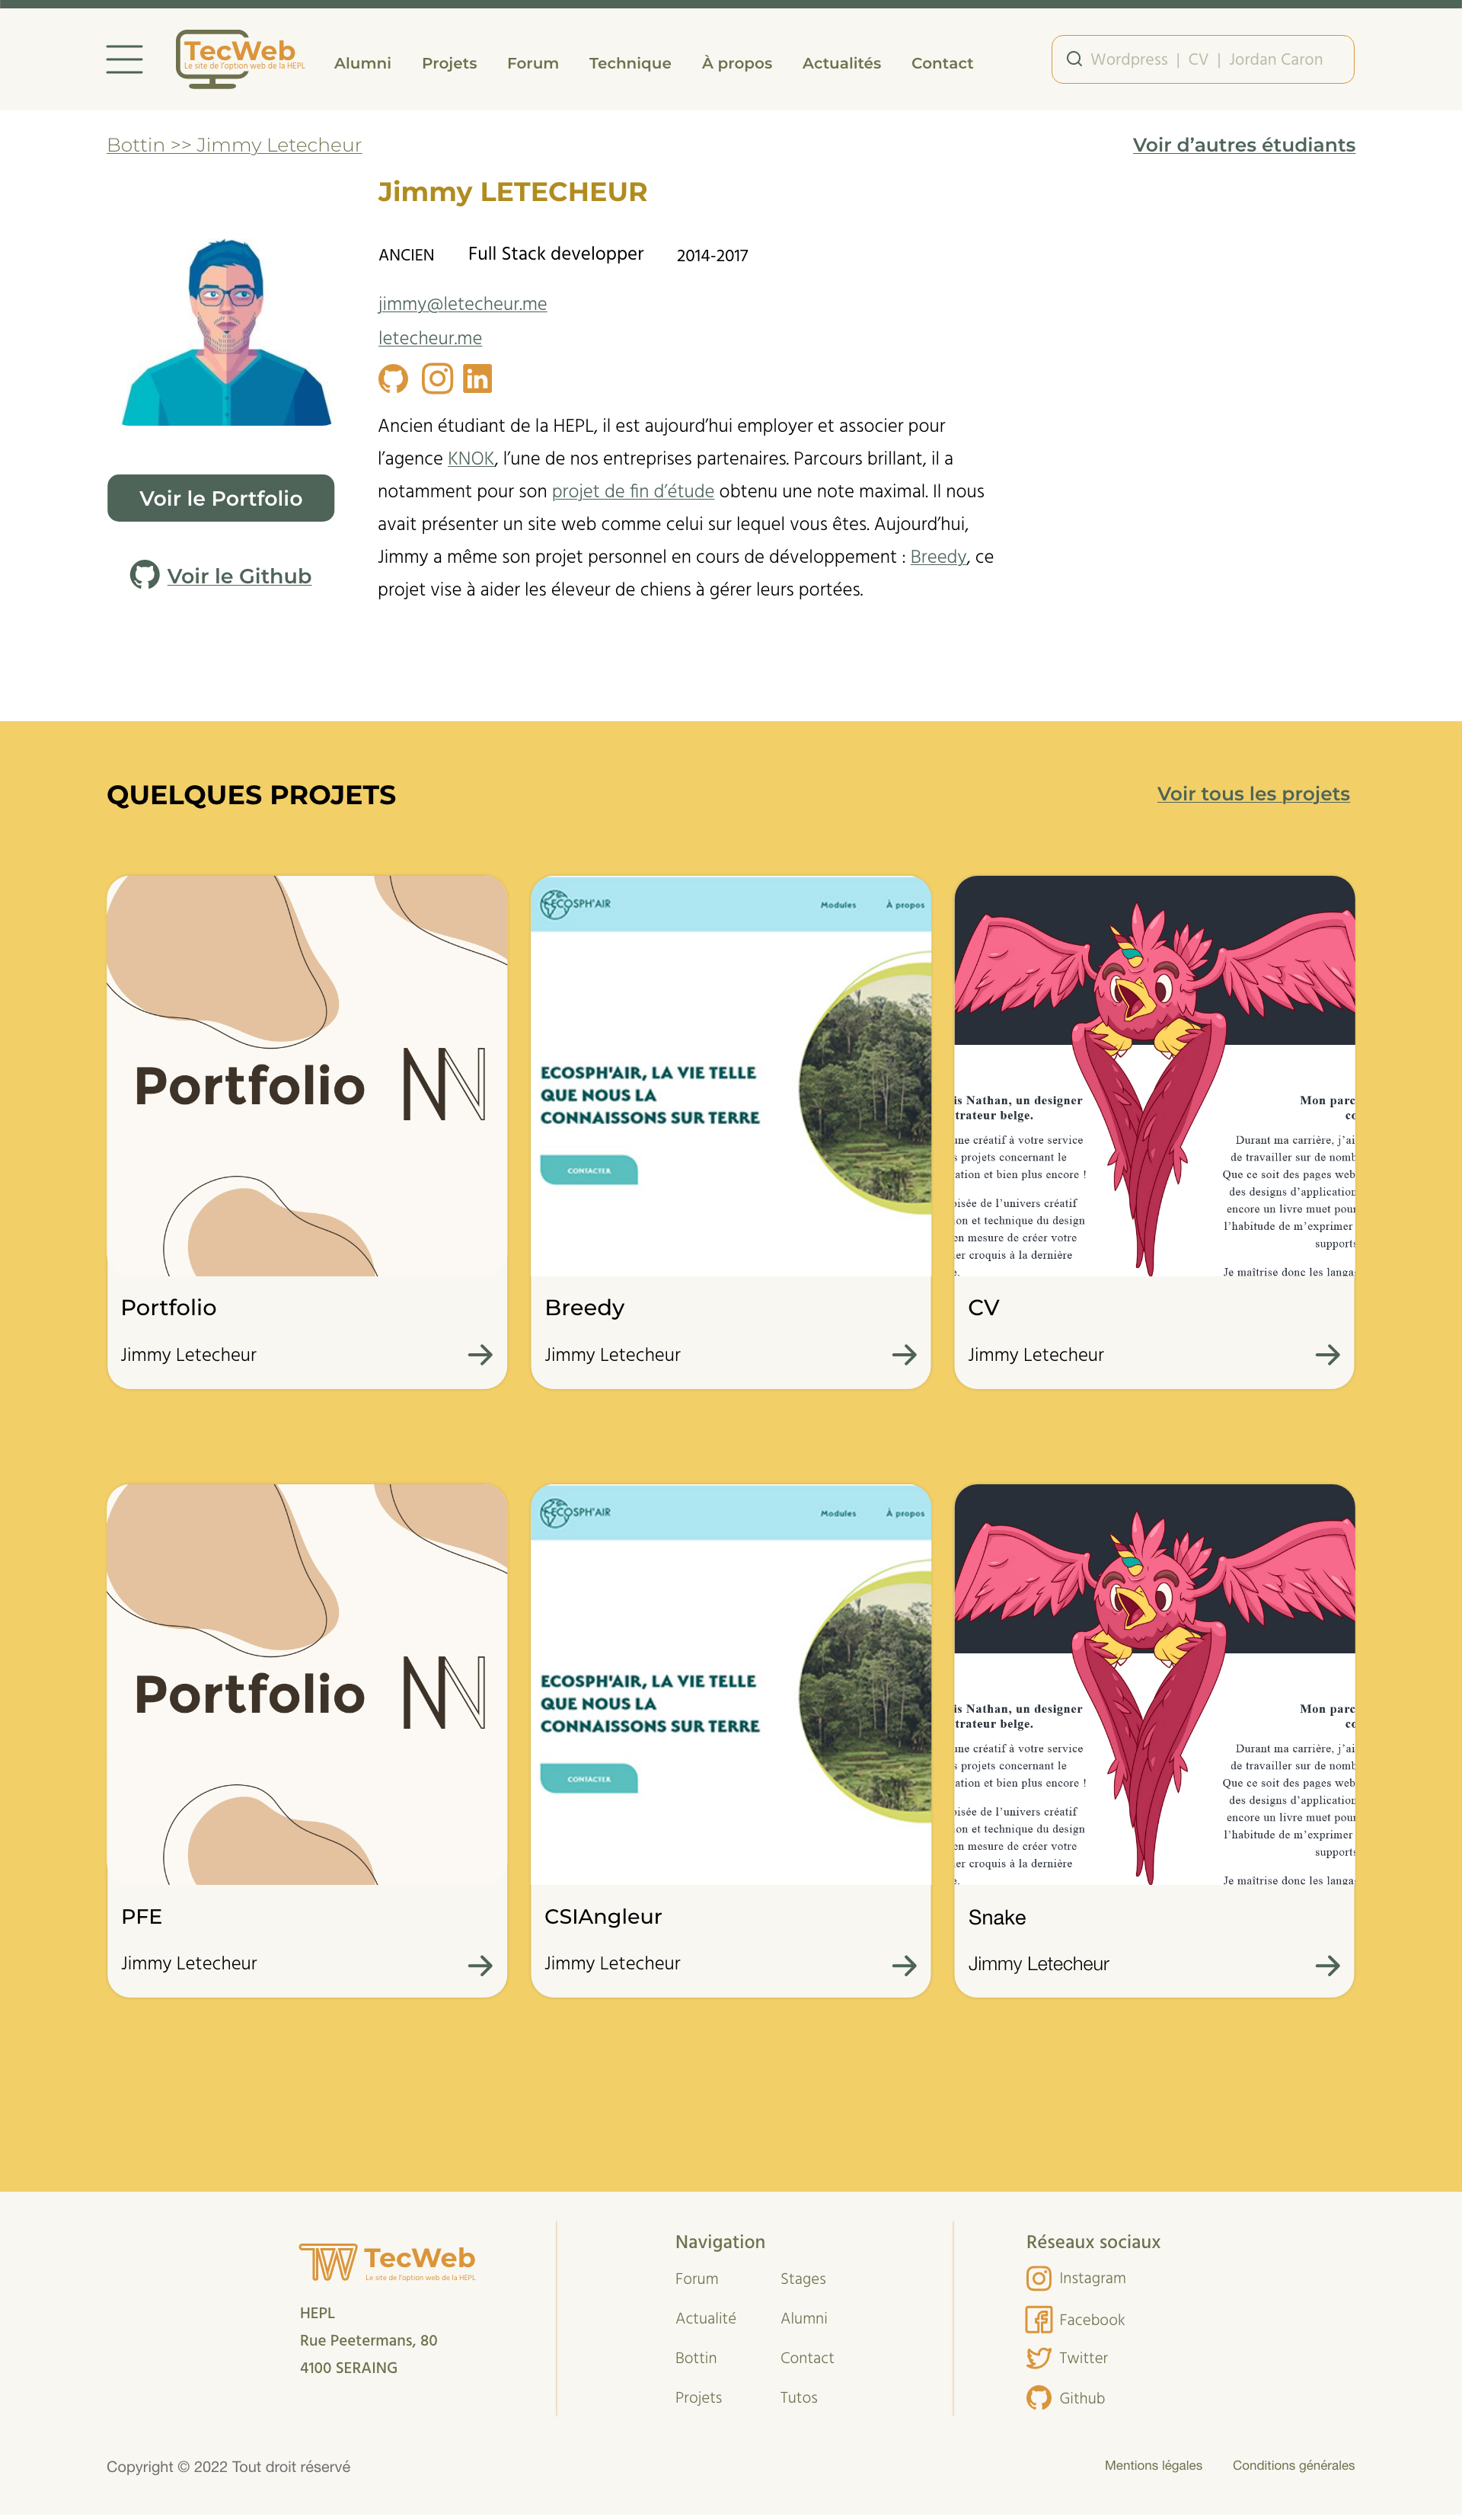 TecWeb
Le site de l'option web de la HEPL
Alumni Projets Forum Technique À propos Actualités Contact
Wordpress | CV | Jordan Caron
Bottin >> Jimmy Letecheur
Voir d’autres étudiants
Jimmy LETECHEUR
ANCIEN Full Stack developper 2014-2017
jimmy@letecheur.me
letecheur.me
Ancien étudiant de la HEPL, il est aujourd’hui employer et associer pour
l’agence KNOK, l’une de nos entreprises partenaires. Parcours brillant, il a
notamment pour son projet de fin d’étude obtenu une note maximal. Il nous
avait présenter un site web comme celui sur lequel vous êtes. Aujourd’hui,
Jimmy a même son projet personnel en cours de développement : Breedy, ce
projet vise à aider les éleveur de chiens à gérer leurs portées.
Voir le Portfolio
Voir le Github
QUELQUES PROJETS
Voir tous les projets
Portfolio NN
Portfolio
Jimmy Letecheur
ECOSPH'AIR Modules À propos
ECOSPH'AIR, LA VIE TELLE
QUE NOUS LA
CONNAISSONS SUR TERRE
CONTACTER
Breedy
Jimmy Letecheur
is Nathan, un designer
trateur belge.
une créatif à votre service
s projets concernant le
ation et bien plus encore !
oisée de l’univers créatif
on et technique du design
en mesure de créer votre
er croquis à la dernière
e.
Mon parc
co
Durant ma carrière, j’ai
de travailler sur de nomb
Que ce soit des pages web
des designs d’application
encore un livre muet pour
l’habitude de m’exprimer
supports
Je maîtrise donc les langa
CV
Jimmy Letecheur
Portfolio NN
PFE
Jimmy Letecheur
ECOSPH'AIR Modules À propos
ECOSPH'AIR, LA VIE TELLE
QUE NOUS LA
CONNAISSONS SUR TERRE
CONTACTER
CSIAngleur
Jimmy Letecheur
is Nathan, un designer
trateur belge.
une créatif à votre service
s projets concernant le
ation et bien plus encore !
oisée de l’univers créatif
on et technique du design
en mesure de créer votre
er croquis à la dernière
e.
Mon parc
co
Durant ma carrière, j’ai
de travailler sur de nomb
Que ce soit des pages web
des designs d’application
encore un livre muet pour
l’habitude de m’exprimer
supports
Je maîtrise donc les langa
Snake
Jimmy Letecheur
TW TecWeb
Le site de l'option web de la HEPL
HEPL
Rue Peetermans, 80
4100 SERAING
Navigation
Forum Stages
Actualité Alumni
Bottin Contact
Projets Tutos
Réseaux sociaux
Instagram
Facebook
Twitter
Github
Copyright © 2022 Tout droit réservé
Mentions légales Conditions générales